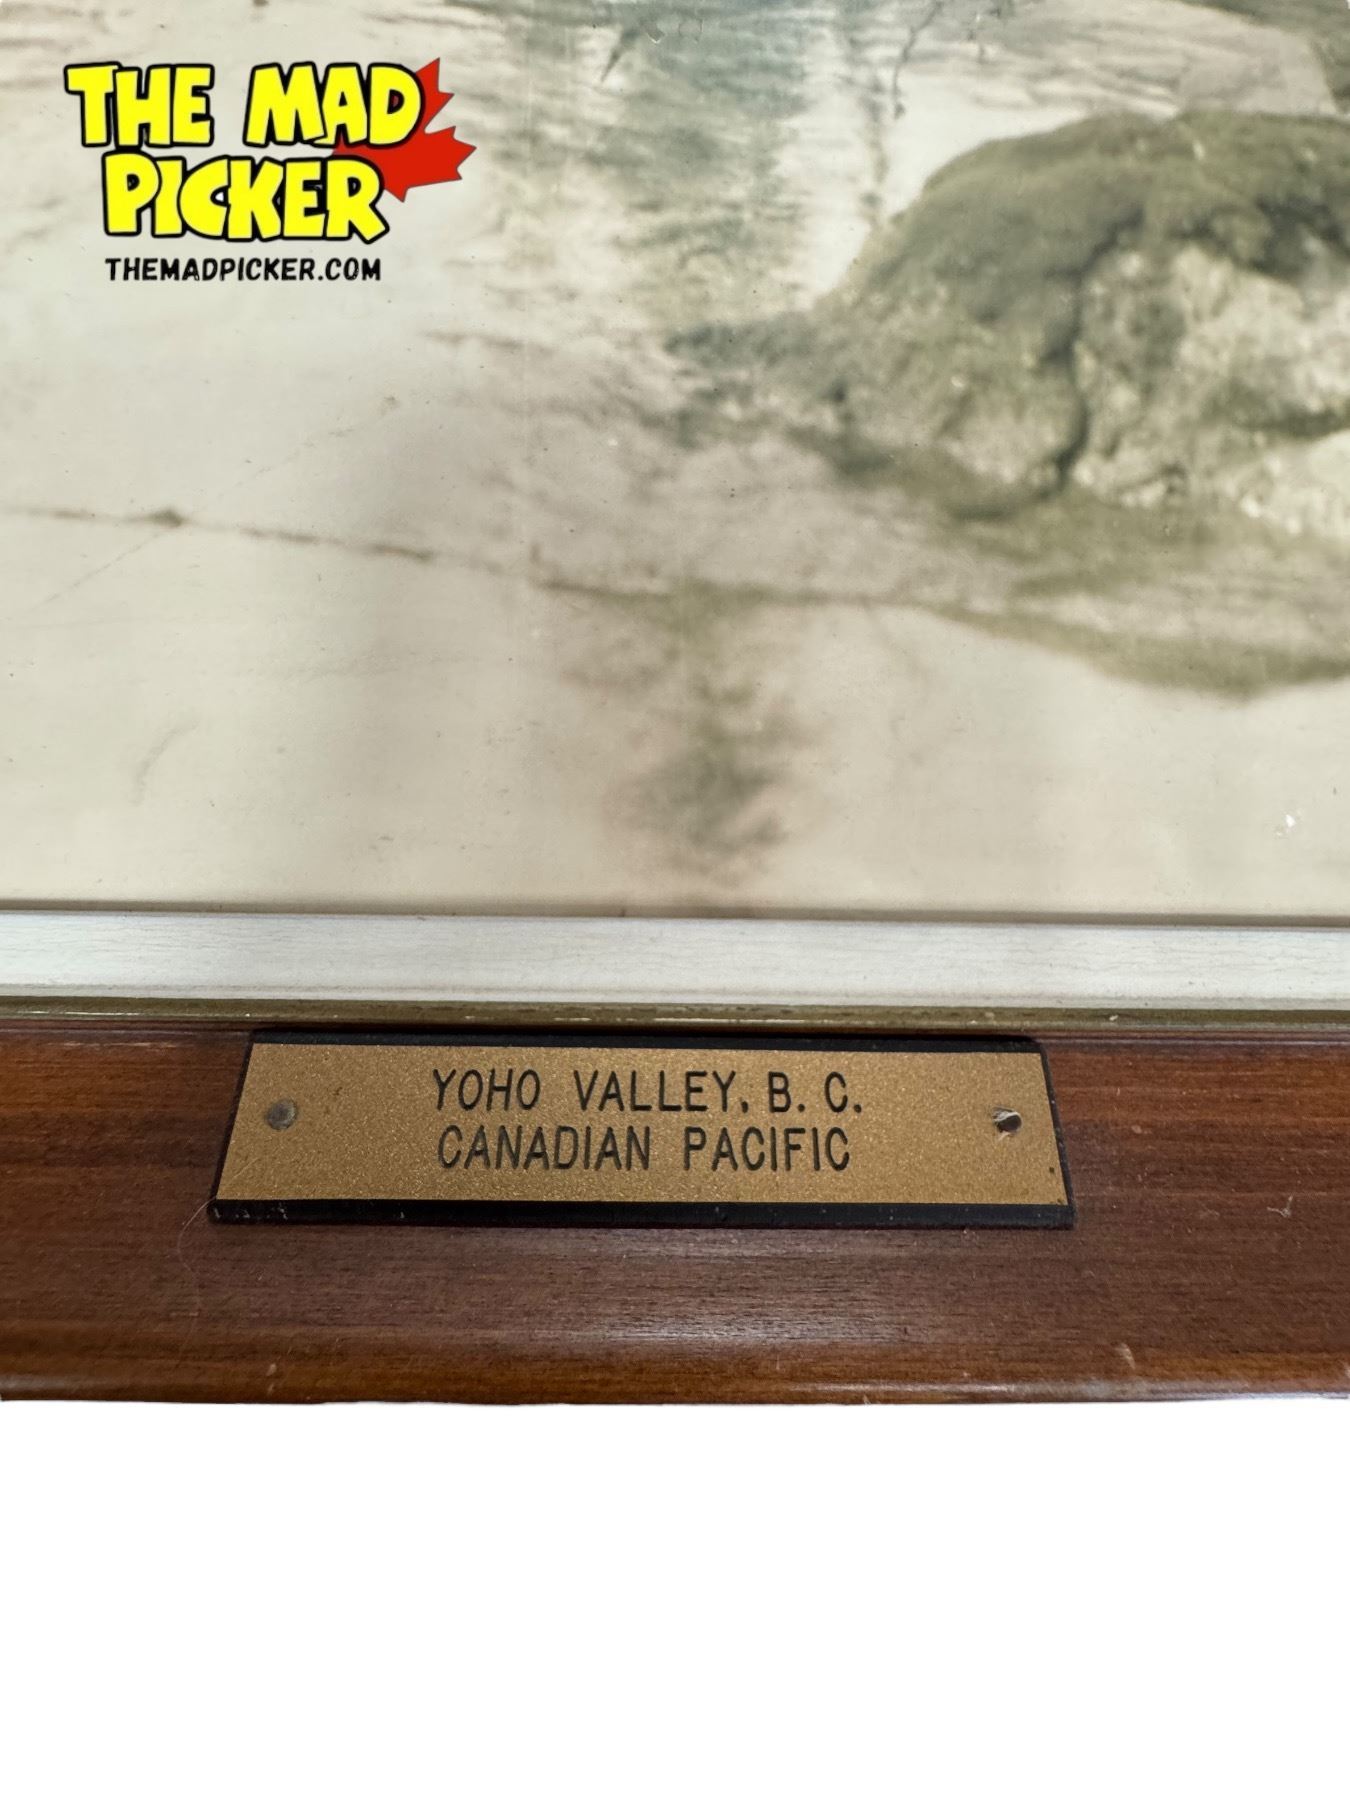 THE MAD
PICKER
THEMADPICKER.COM
YOHO VALLEY, B. C.
CANADIAN PACIFIC